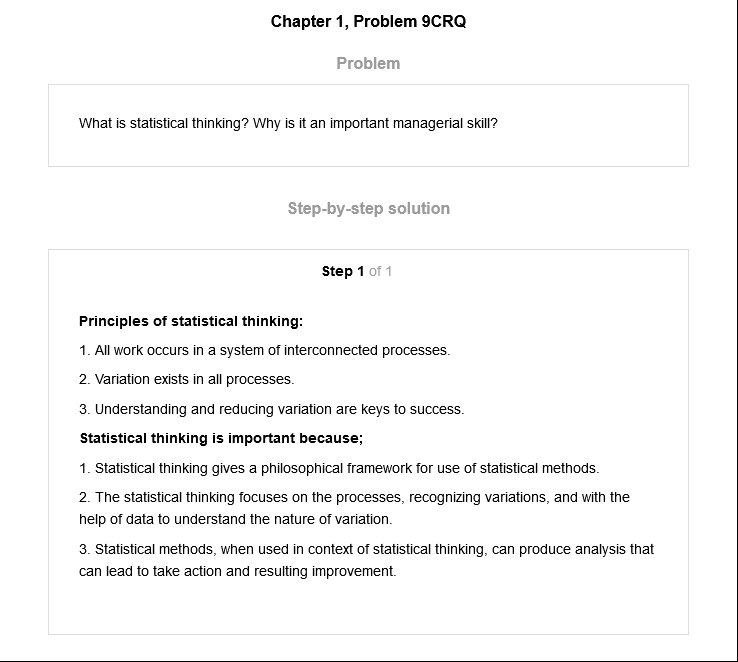 Chapter 1, Problem 9CRQ
Problem
What is statistical thinking? Why is it an important managerial skill?
Step-by-step solution
Step 1 of 1
Principles of statistical thinking:
1. All work occurs in a system of interconnected processes.
2. Variation exists in all processes.
3. Understanding and reducing variation are keys to success.
Statistical thinking is important because;
1. Statistical thinking gives a philosophical framework for use of statistical methods.
2. The statistical thinking focuses on the processes, recognizing variations, and with the
help of data to understand the nature of variation.
3. Statistical methods, when used in context of statistical thinking, can produce analysis that
can lead to take action and resulting improvement.